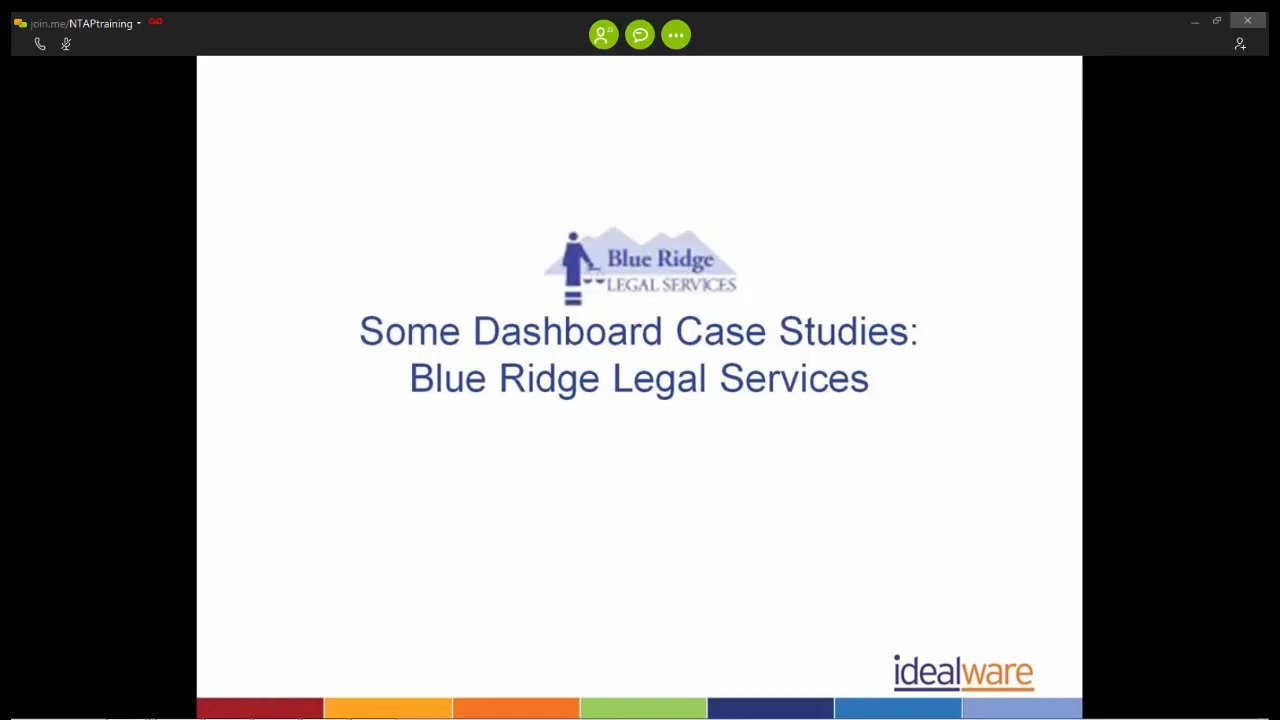 join.me/NTAPtraining
Blue Ridge
LEGAL SERVICES
Some Dashboard Case Studies:
Blue Ridge Legal Services
idealware